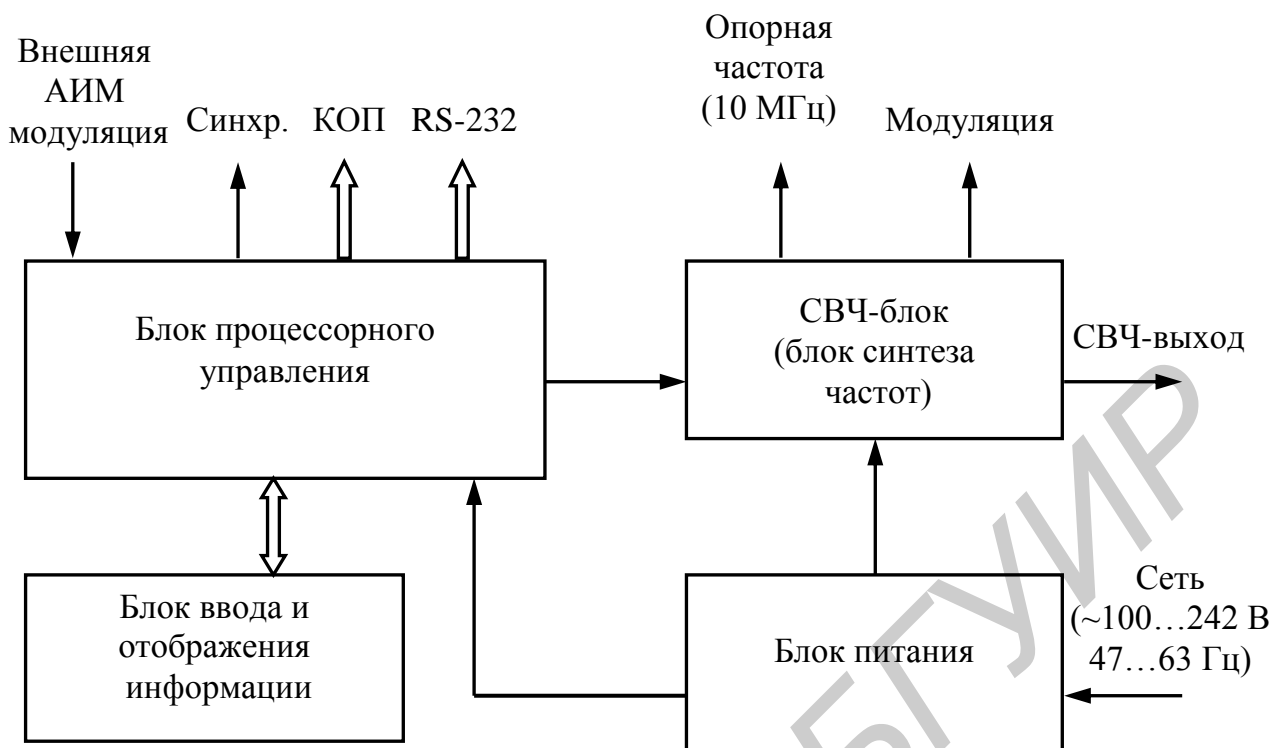 Внешняя
АИМ
модуляция
Синхр.
КОП
RS-232
Опорная
частота
(10 МГц)
Модуляция
Блок процессорного
управления
СВЧ-блок
(блок синтеза
частот)
СВЧ-выход
Блок ввода и
отображения
информации
Блок питания
Сеть
(~100…242 В
47…63 Гц)
БГУИР